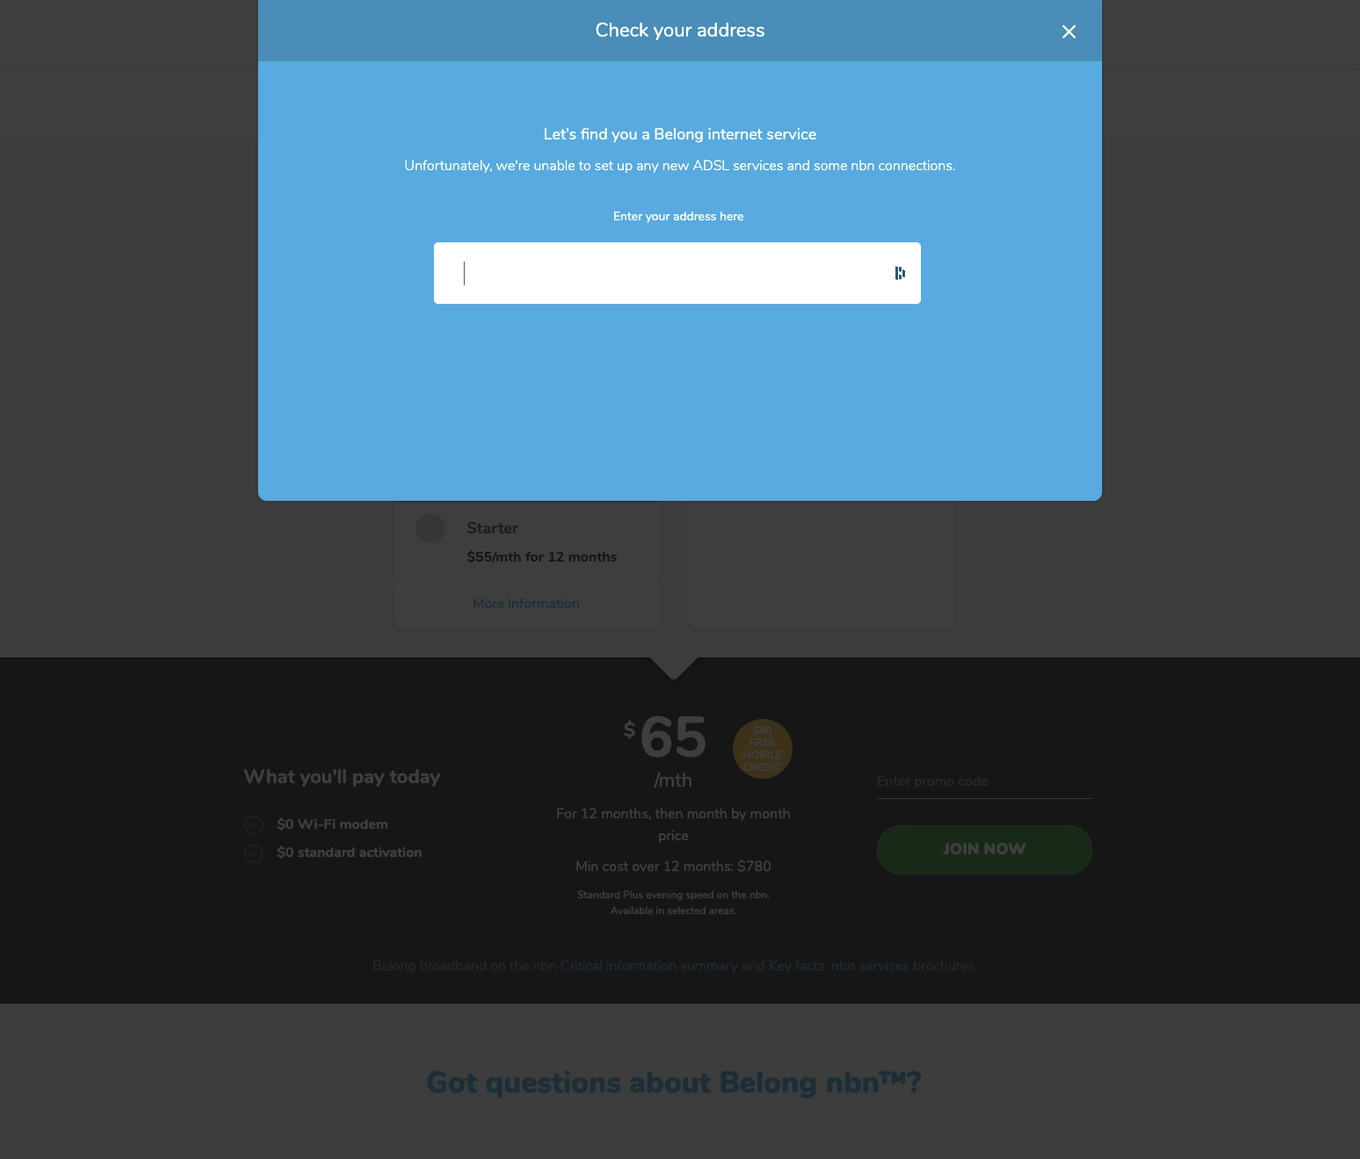 Check your address
Let's find you a Belong internet service
Unfortunately, we're unable to set up any new ADSL services and some nbn connections.
Enter your address here
Starter
$55/mth for 12 months
More information
What you'll pay today
$0 Wi-Fi modem
$0 standard activation
$65
/mth
$80
FREE
MOBILE
CREDIT
For 12 months, then month by month
price
Min cost over 12 months: $780
Standard Plus evening speed on the nbn.
Available in selected areas.
Enter promo code
JOIN NOW
Belong broadband on the nbn Critical information summary and Key facts: nbn services brochures
Got questions about Belong nbn™?